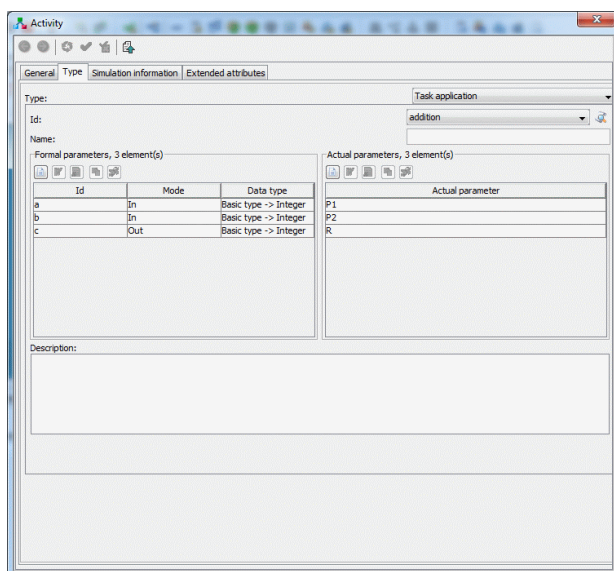 Activity
General Type Simulation information Extended attributes
Type: Task application
Id: addition
Name:
Formal parameters, 3 element(s) Actual parameters, 3 element(s)
Id Mode Data type Actual parameter
a In Basic type -> Integer P1
b In Basic type -> Integer P2
c Out Basic type -> Integer R
Description: